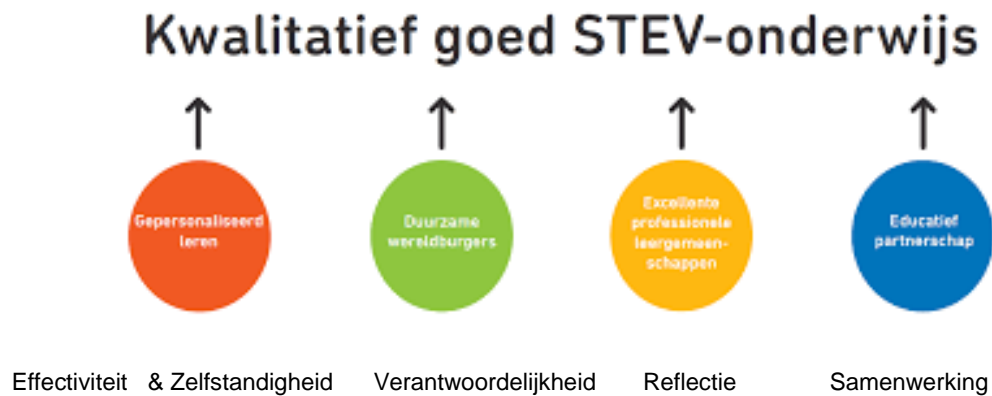 Kwalitatief goed STEV-onderwijs
Gepersonaliseerd
leren
Duurzame
wereldburgers
Excellente
professionele
leergemeen-
schappen
Educatief
partnerschap
Effectiviteit & Zelfstandigheid Verantwoordelijkheid Reflectie Samenwerking